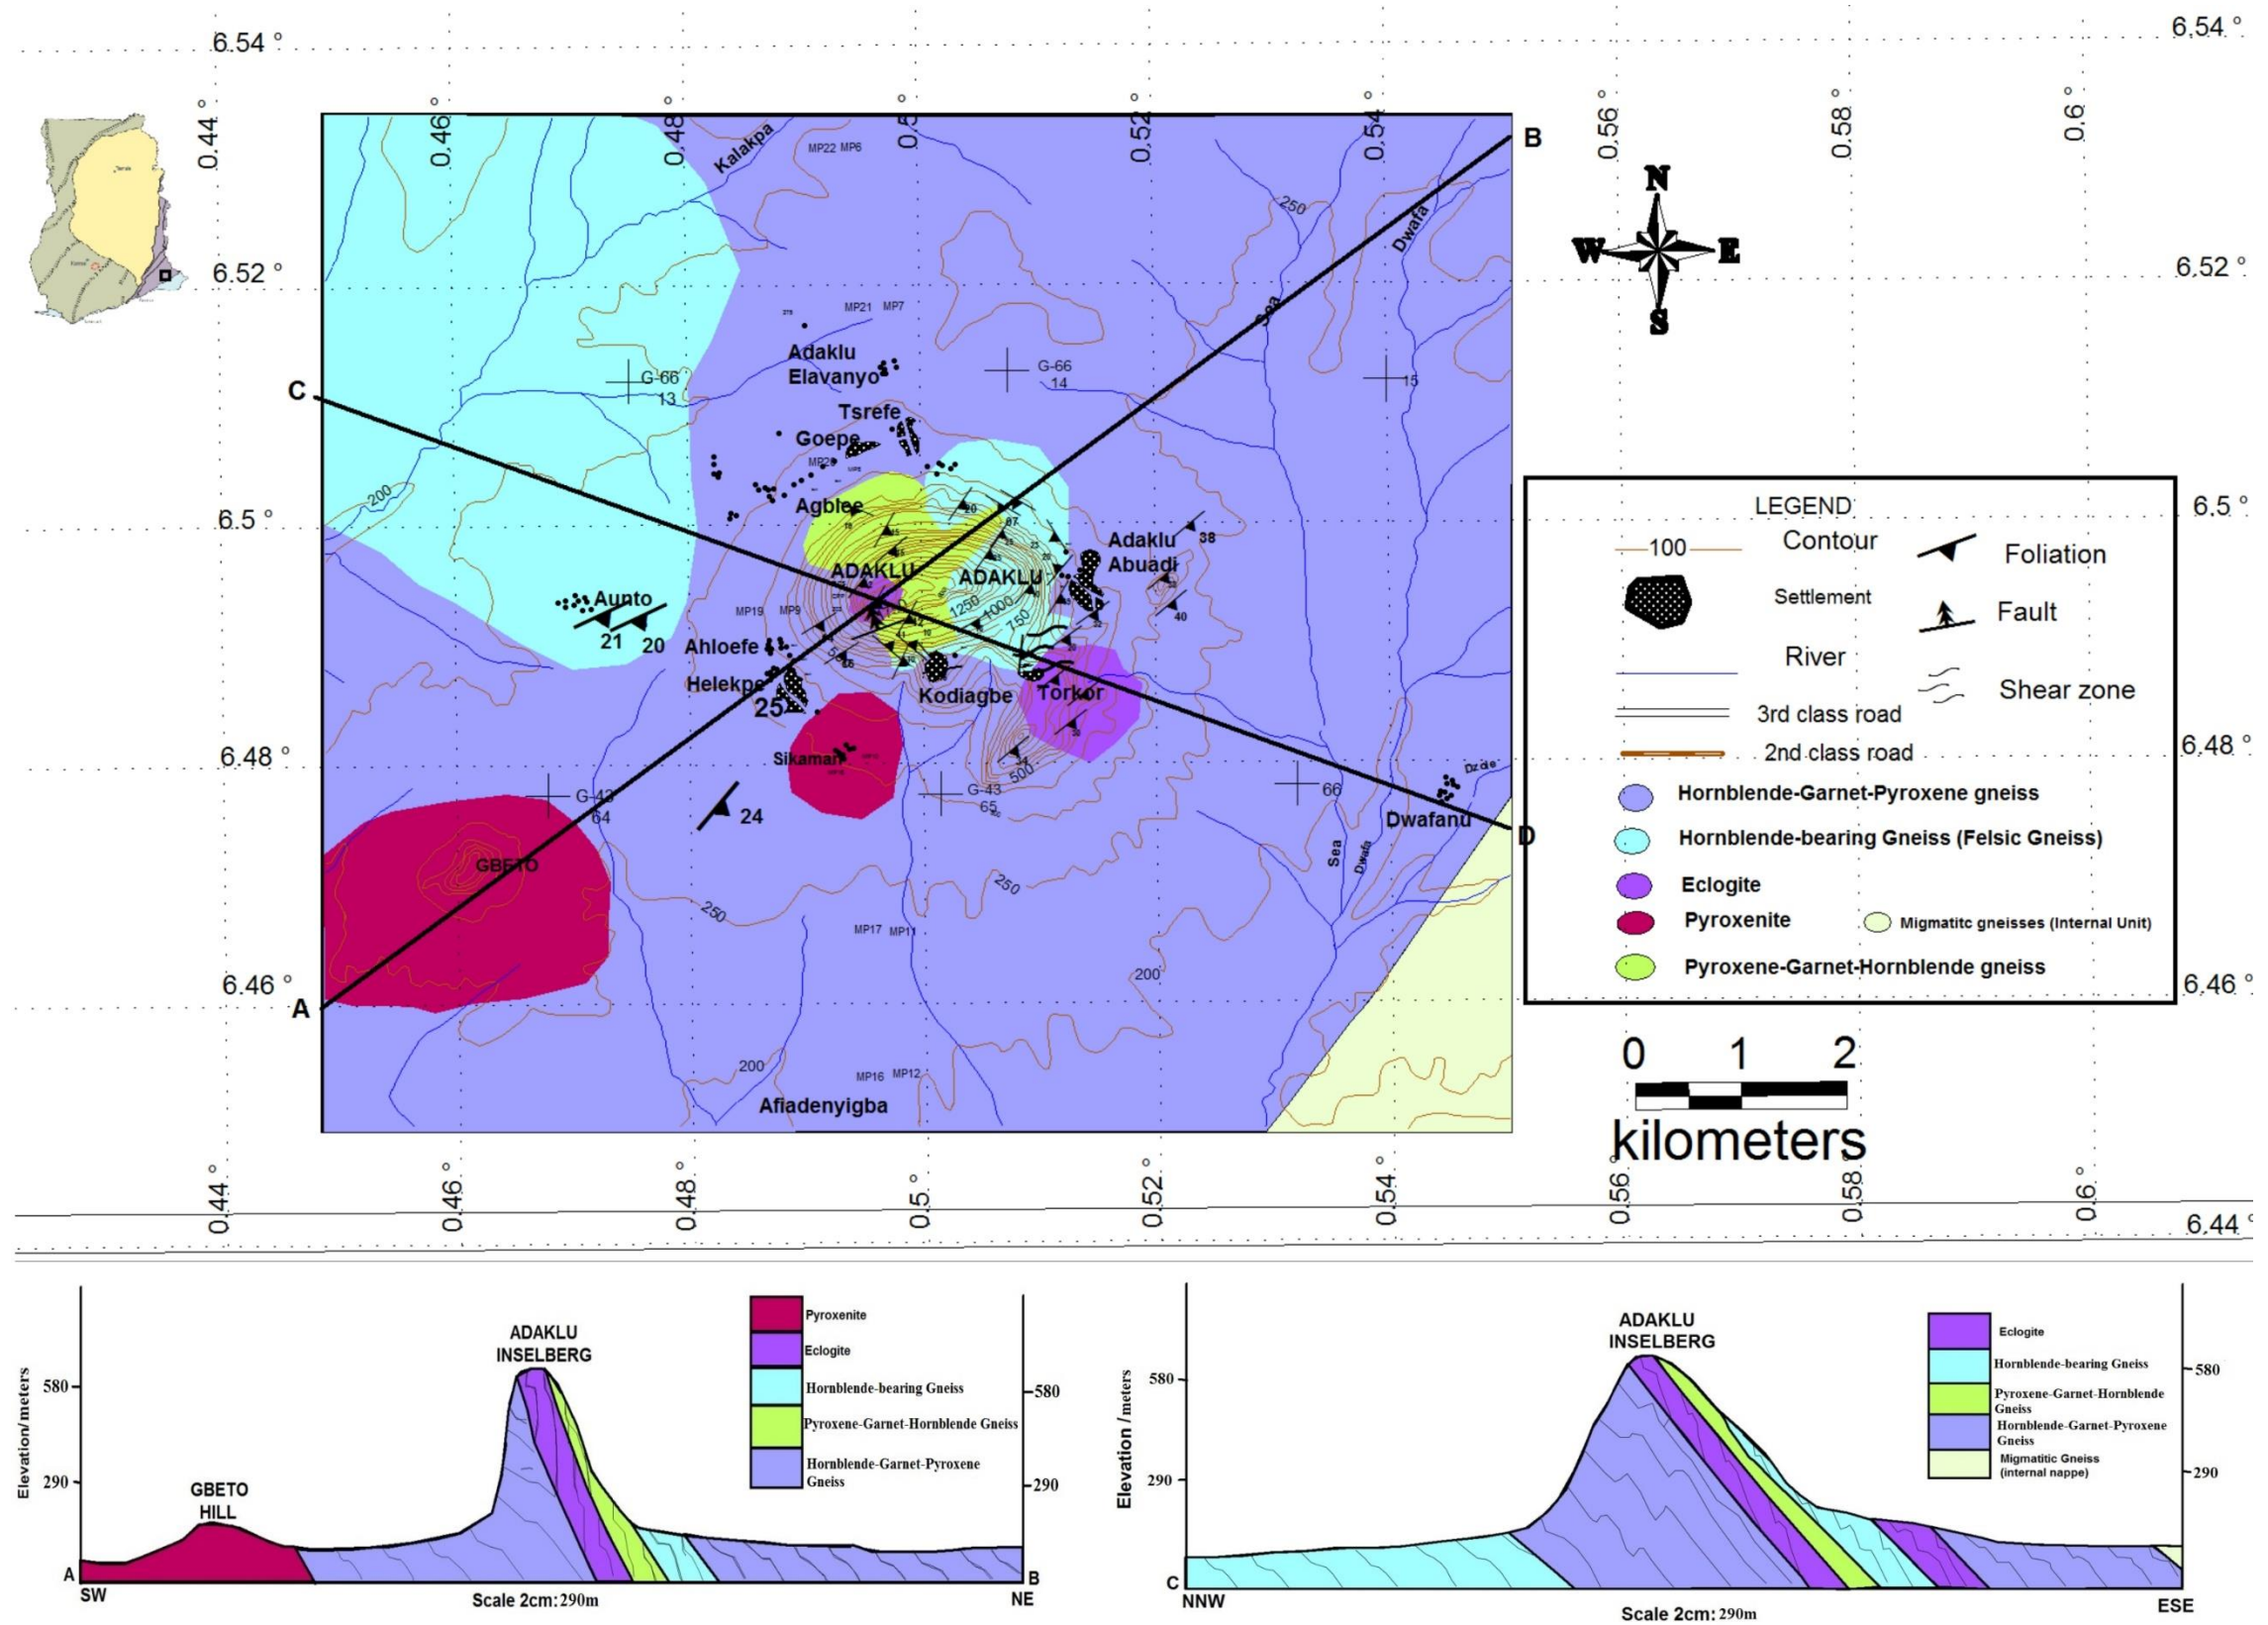 6.54 °
6.54 °
0.44 °
0.46 °
0.48 °
0.5 °
0.52 °
0.54 °
0.56 °
0.58 °
0.6 °
Kalakpa
MP22 MP6
B
N
W E
S
250
Dwafa
6.52 °
6.52 °
Sea
MP21 MP7
Adaklu
Elavanyo
C
G-66
13
G-66
14
15
Tsrefe
Goepe
MP20
200
Agblee
6.5 °
6.5 °
20
07
38
Adaklu
Abuadi
ADAKLU
ADAKLU
1250
1000
750
Aunto
MP19 MP9
40
21
20
Ahloefe
Helekpe
25
Kodiagbe
Torkor
500
Sikaman
6.48 °
6.48 °
G-43
64
G-43
65
66
24
Dzole
Dwafanu
D
Sea
Dwafa
GBETO
250
250
MP17 MP11
200
6.46 °
6.46 °
A
200
MP16 MP12
Afiadenyigba
LEGEND
100
Contour
Foliation
Settlement
Fault
River
Shear zone
3rd class road
2nd class road
Hornblende-Garnet-Pyroxene gneiss
Hornblende-bearing Gneiss (Felsic Gneiss)
Eclogite
Pyroxenite
Migmatitc gneisses (Internal Unit)
Pyroxene-Garnet-Hornblende gneiss
0 1 2
kilometers
0.44 °
0.46 °
0.48 °
0.5 °
0.52 °
0.54 °
0.56 °
0.58 °
0.6 °
6.44 °
Elevation/meters
580
290
A
SW
GBETO
HILL
ADAKLU
INSELBERG
Pyroxenite
Eclogite
Hornblende-bearing Gneiss
Pyroxene-Garnet-Hornblende Gneiss
Hornblende-Garnet-Pyroxene
Gneiss
580
290
B
NE
Scale 2cm: 290m
Elevation /meters
580
290
C
NNW
ADAKLU
INSELBERG
Eclogite
Hornblende-bearing Gneiss
Pyroxene-Garnet-Hornblende
Gneiss
Hornblende-Garnet-Pyroxene
Gneiss
Migmatitic Gneiss
(internal nappe)
580
290
ESE
Scale 2cm: 290m